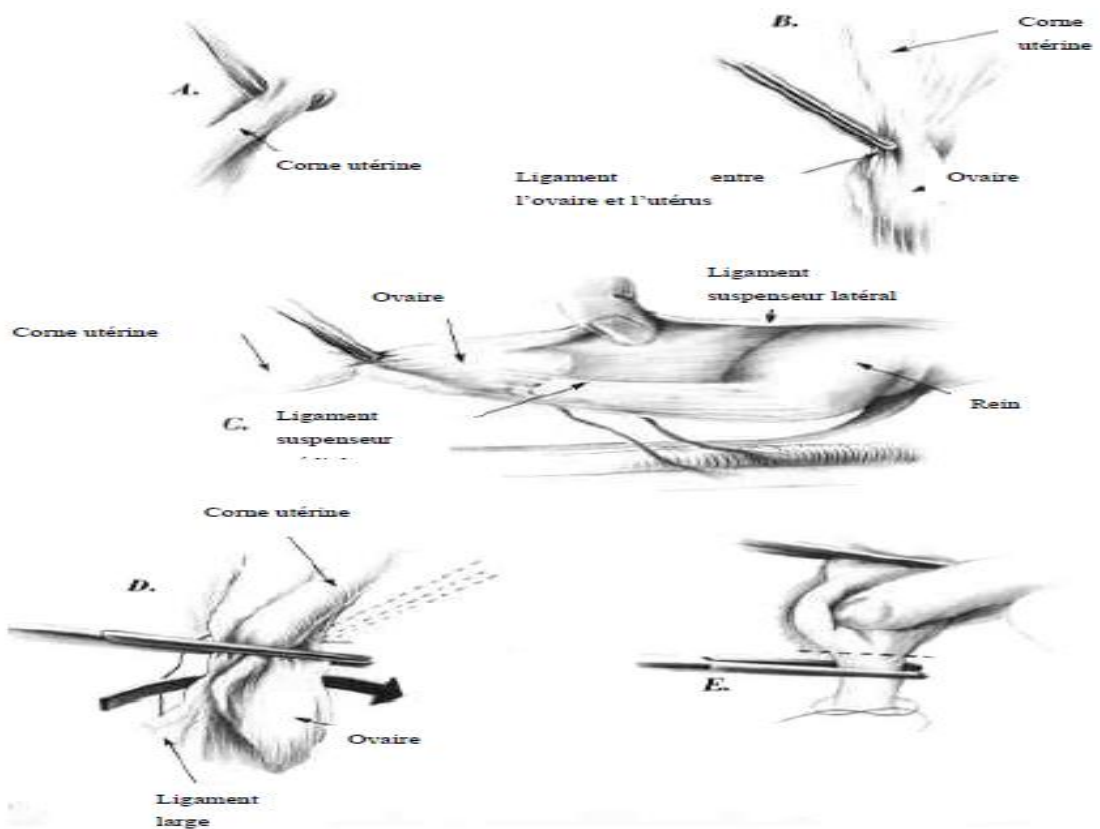 A.
Corne utérine
B.
Corne
utérine
Ligament entre
l'ovaire et l'utérus
Ovaire
Corne utérine
Ovaire
Ligament
suspenseur latéral
C.
Ligament
suspenseur
Rein
Corne utérine
D.
Ovaire
Ligament
large
E.